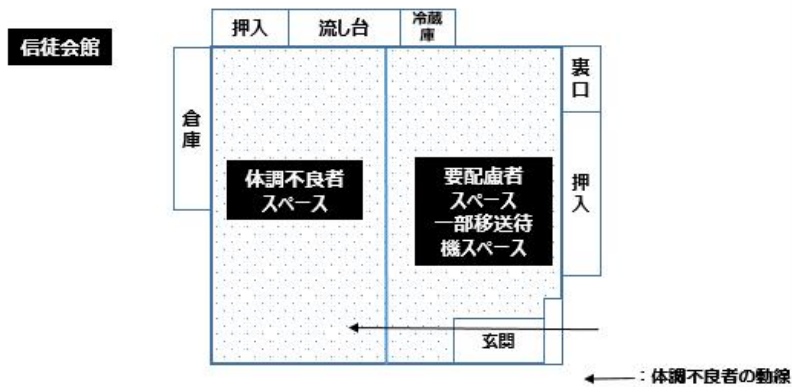 信徒会館
押入
流し台
冷蔵
庫
倉
庫
裏
口
体調不良者
スペース
要配慮者
スペース
一部移送待
機スペース
押
入
玄関
：体調不良者の動線